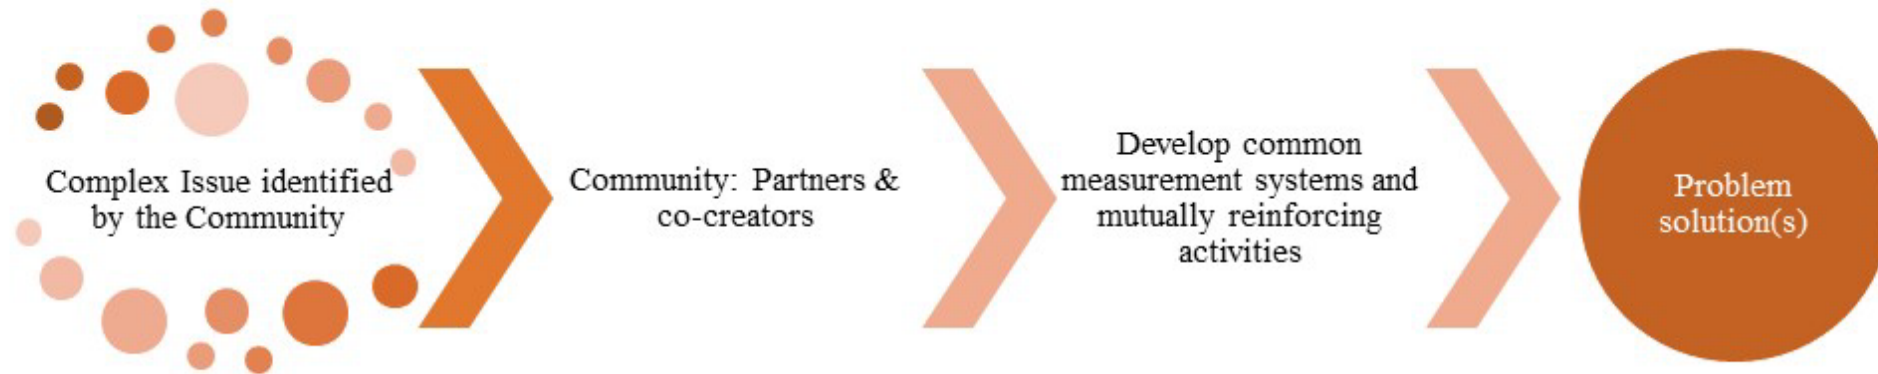 Complex Issue identified
by the Community
Community: Partners &
co-creators
Develop common
measurement systems and
mutually reinforcing
activities
Problem
solution(s)